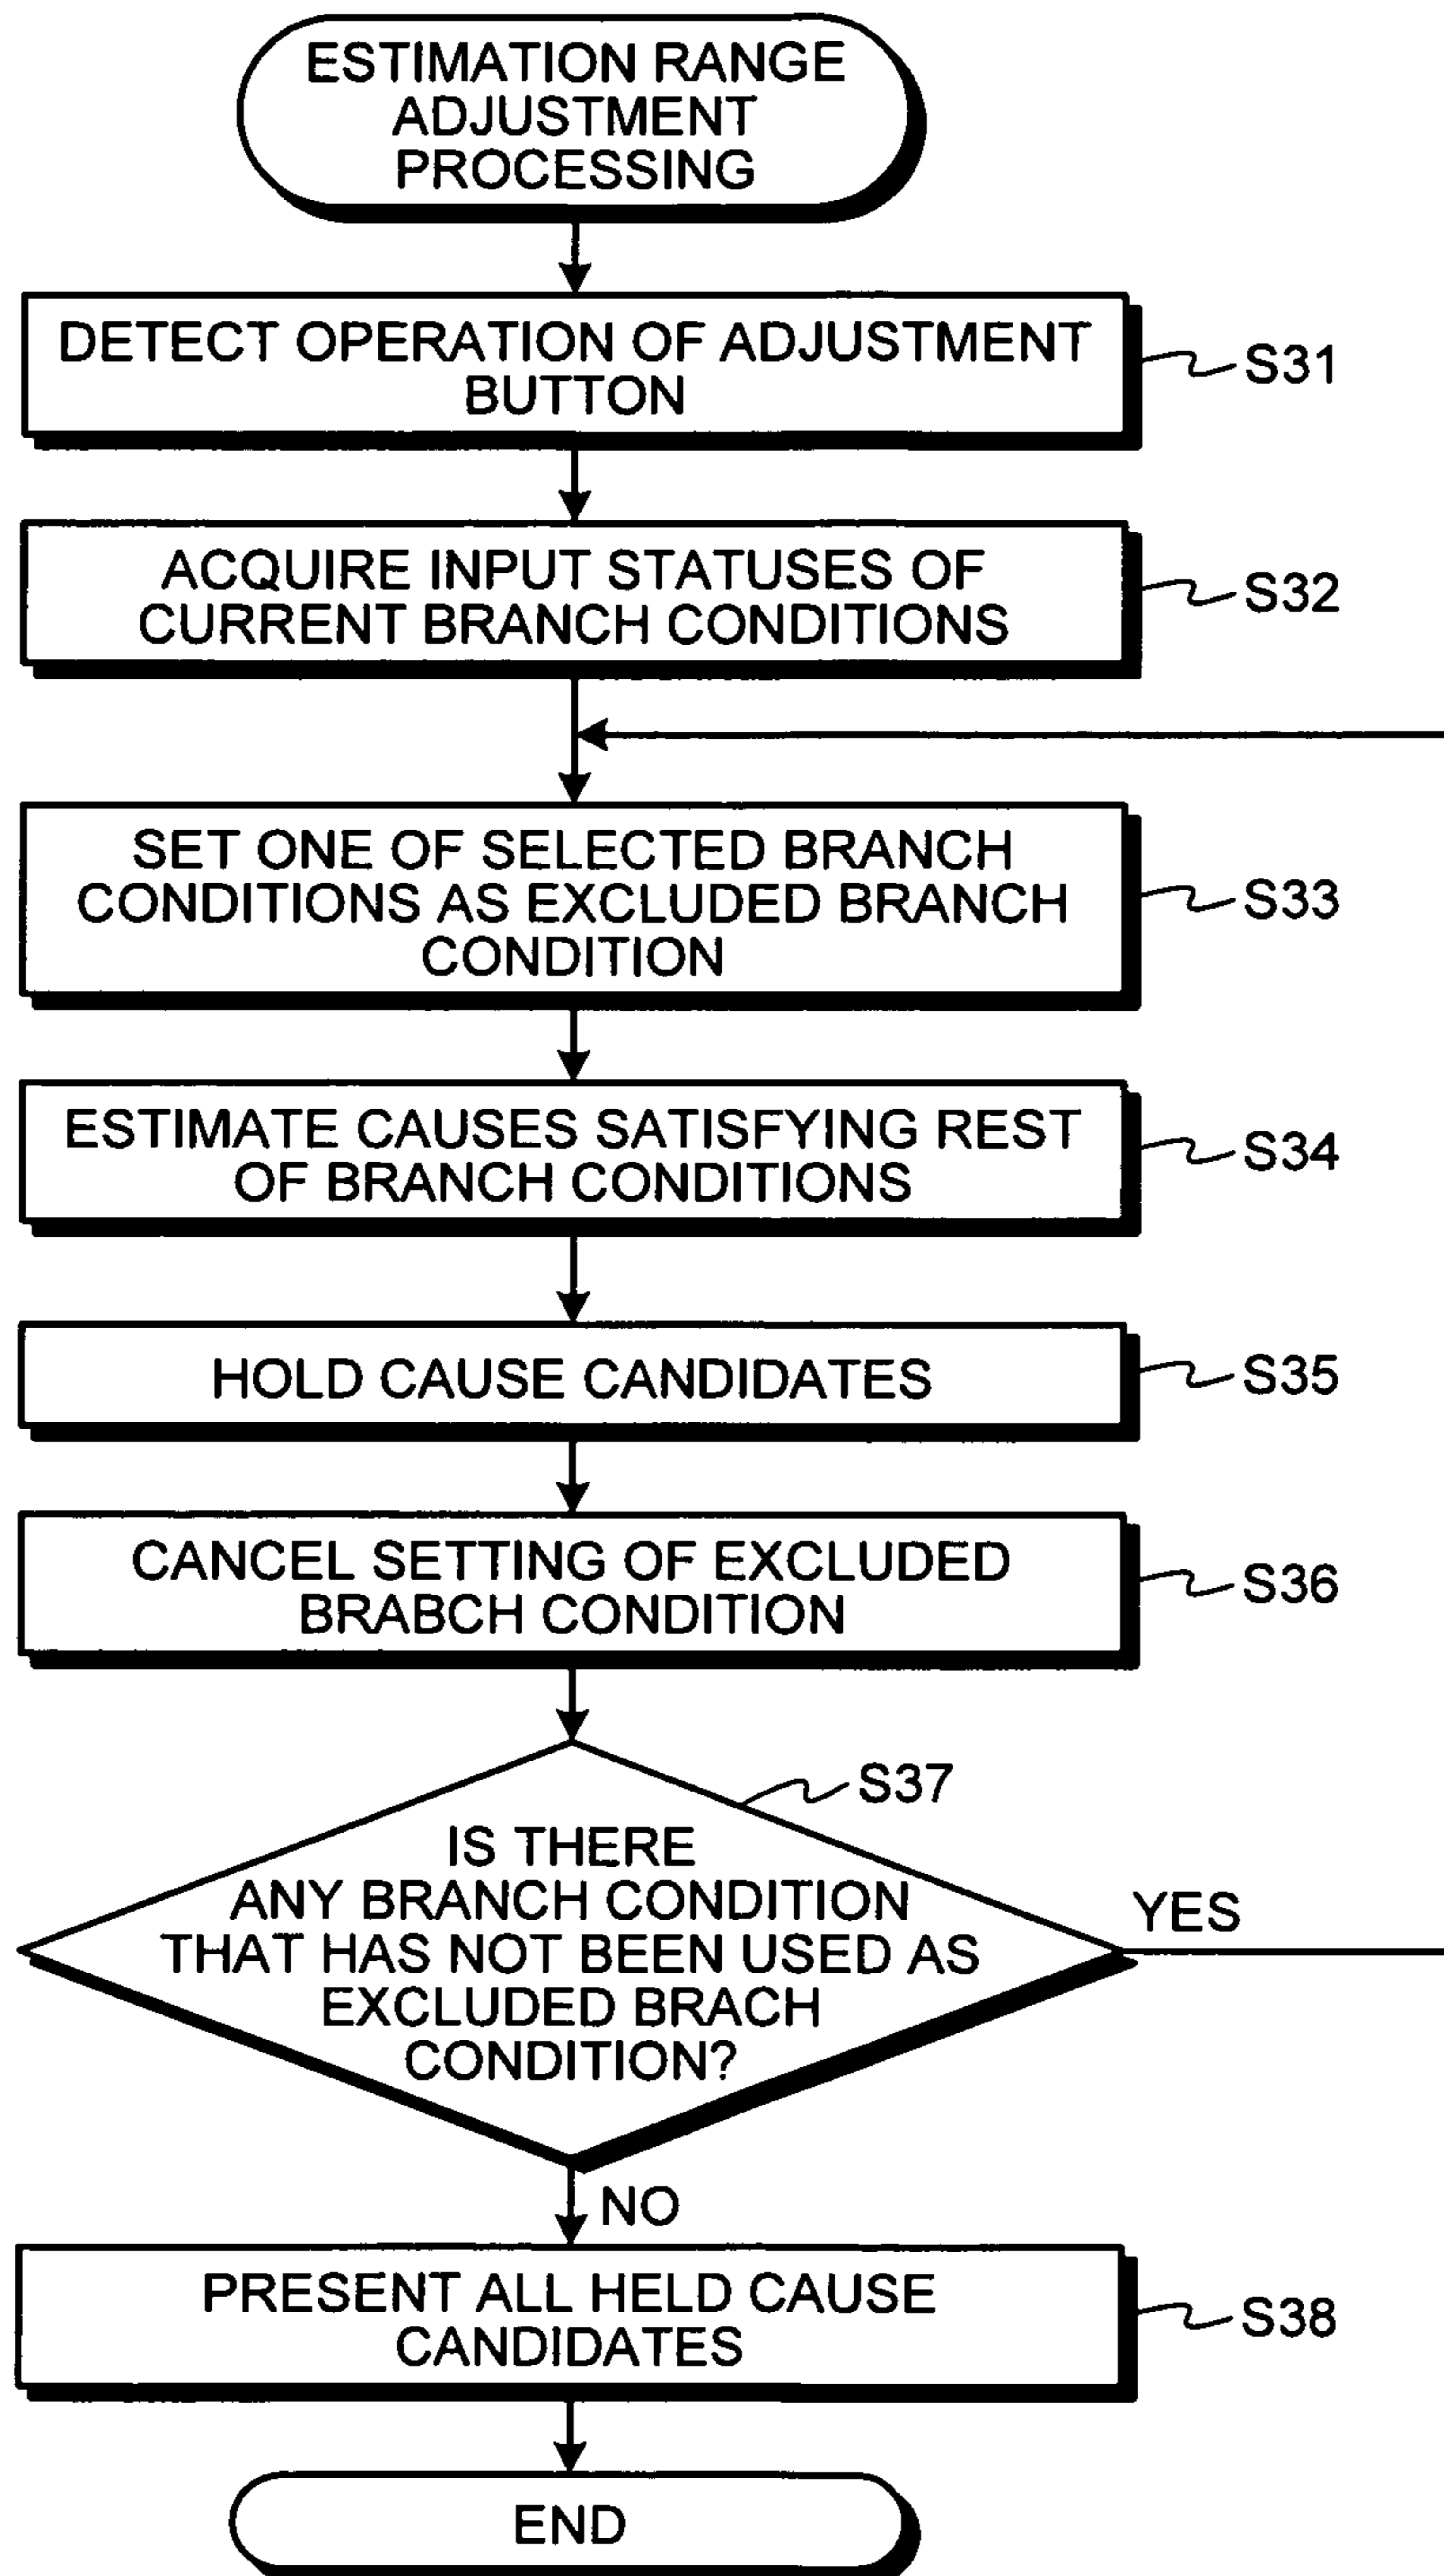 ESTIMATION RANGE
ADJUSTMENT
PROCESSING
DETECT OPERATION OF ADJUSTMENT
BUTTON
S31
ACQUIRE INPUT STATUSES OF
CURRENT BRANCH CONDITIONS
S32
SET ONE OF SELECTED BRANCH
CONDITIONS AS EXCLUDED BRANCH
CONDITION
S33
ESTIMATE CAUSES SATISFYING REST
OF BRANCH CONDITIONS
S34
HOLD CAUSE CANDIDATES
S35
CANCEL SETTING OF EXCLUDED
BRABCH CONDITION
S36
S37
IS THERE
ANY BRANCH CONDITION
THAT HAS NOT BEEN USED AS
EXCLUDED BRACH
CONDITION?
YES
NO
PRESENT ALL HELD CAUSE
CANDIDATES
S38
END